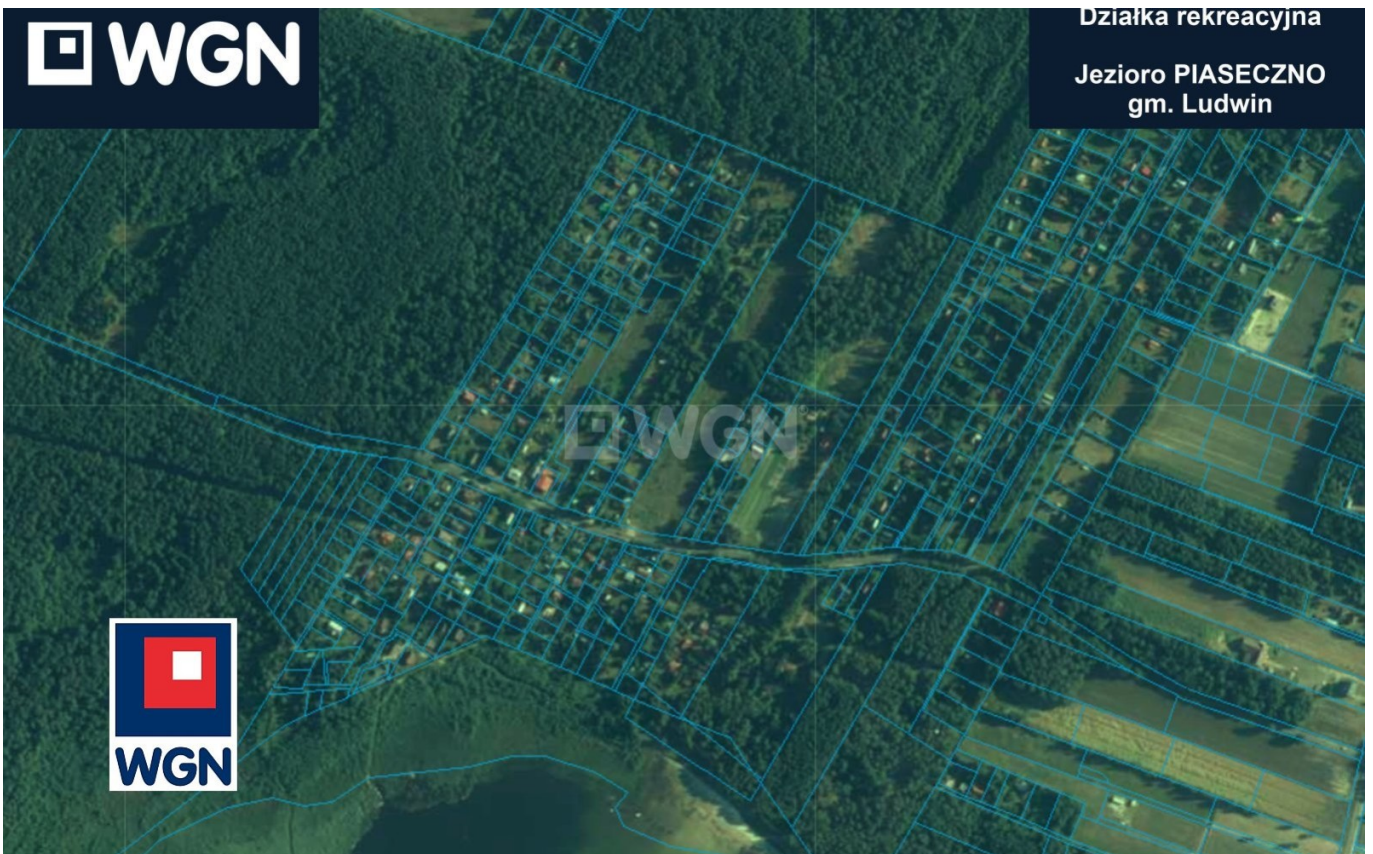 WGN
Działka rekreacyjna
Jezioro PIASECZNO
gm. Ludwin
WGN
WGN